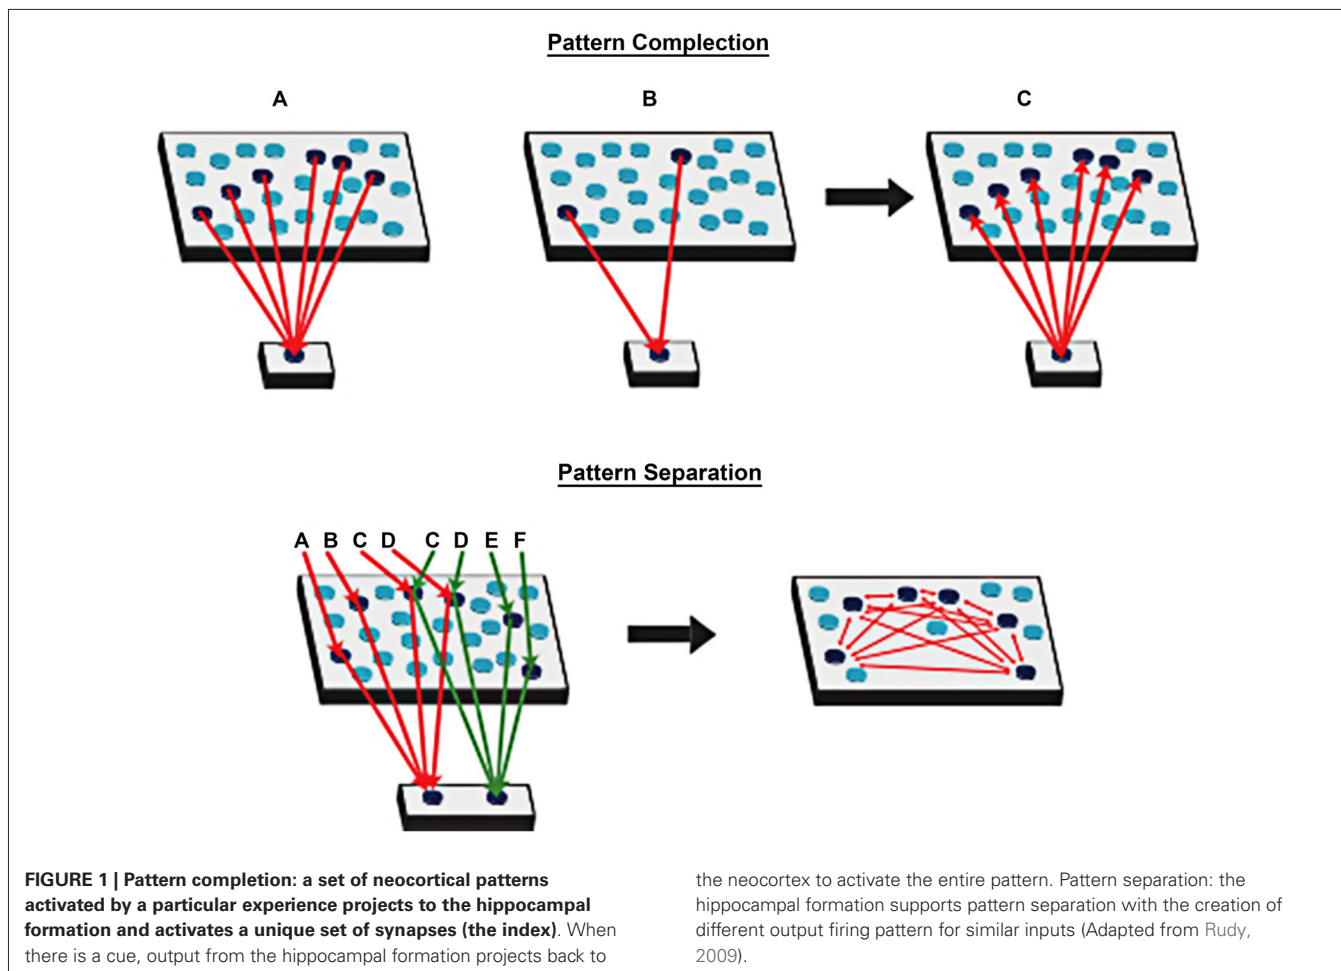 Pattern Complection
A B C
Pattern Separation
A B C D C D E F
FIGURE 1 | Pattern completion: a set of neocortical patterns
activated by a particular experience projects to the hippocampal
formation and activates a unique set of synapses (the index). When
there is a cue, output from the hippocampal formation projects back to
the neocortex to activate the entire pattern. Pattern separation: the
hippocampal formation supports pattern separation with the creation of
different output firing pattern for similar inputs (Adapted from Rudy,
2009).